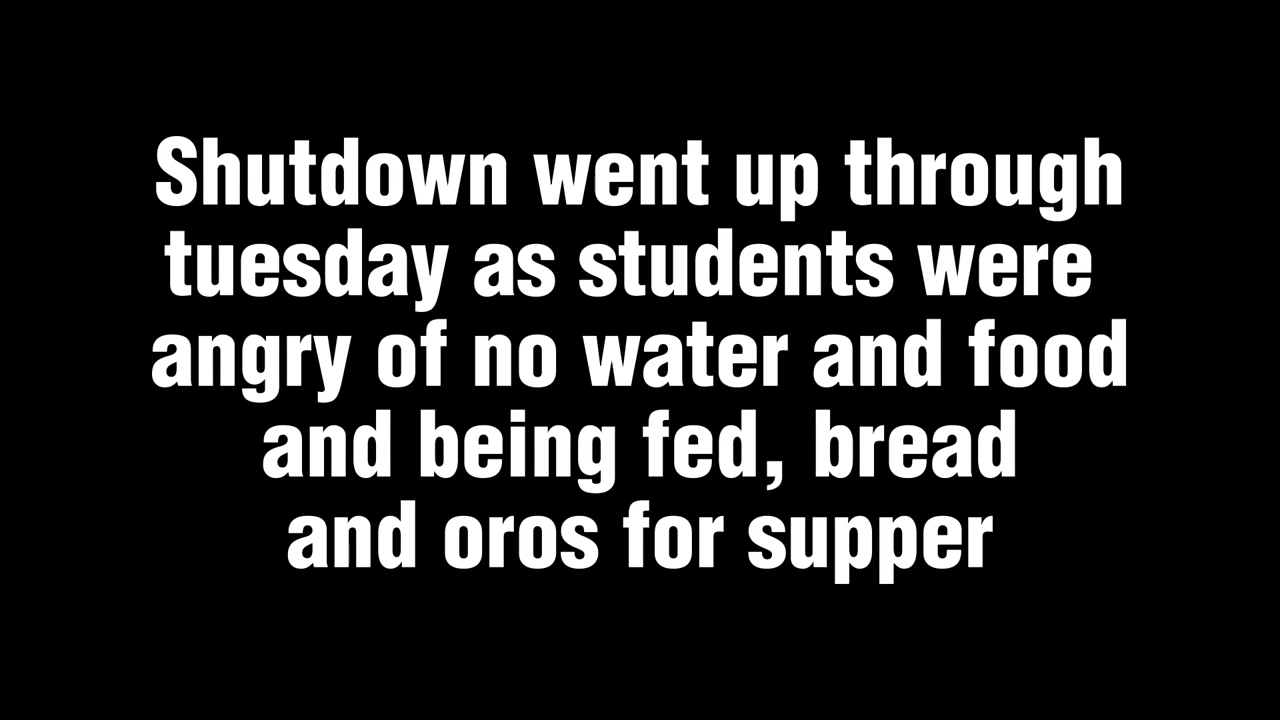 Shutdown went up through
tuesday as students were
angry of no water and food
and being fed, bread
and oros for supper